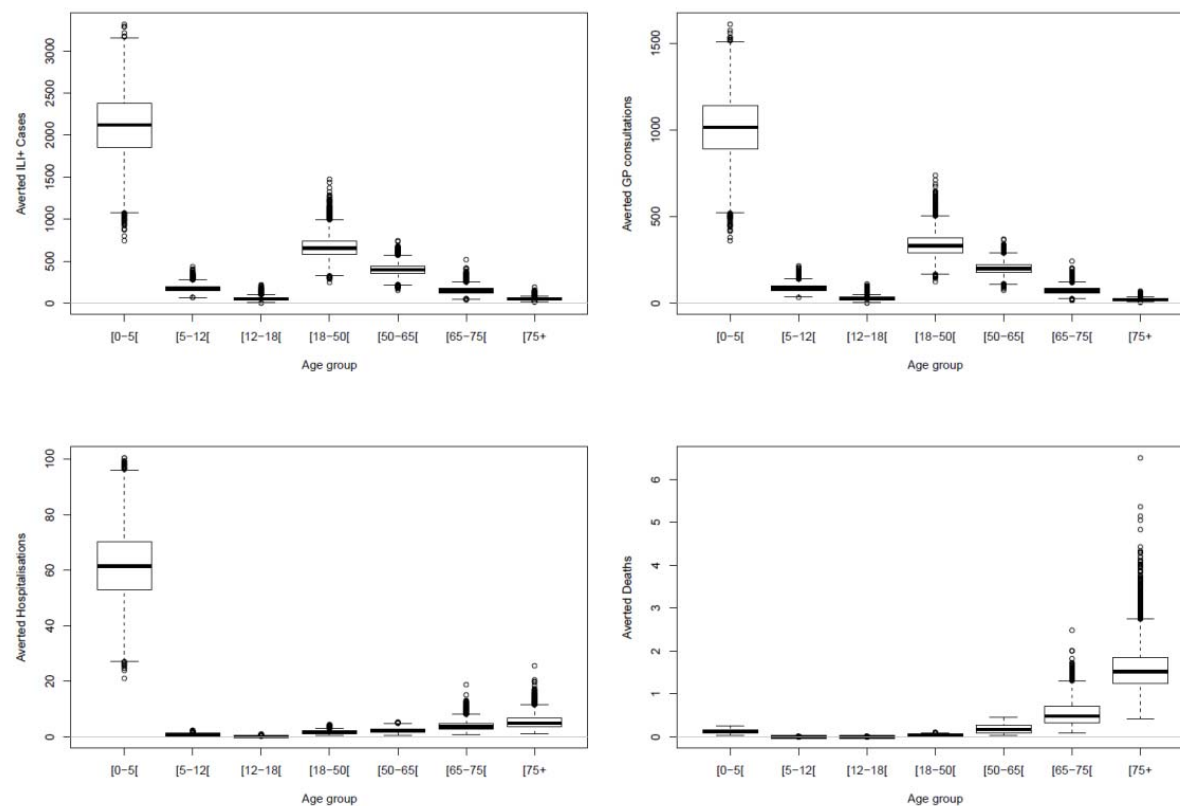 Averted ILI+ Cases
3000
2500
2000
1500
1000
500
0
[0−5[ [5−12[ [12−18[ [18−50[ [50−65[ [65−75[ [75+
Age group
Averted GP consultations
1500
1000
500
0
[0−5[ [5−12[ [12−18[ [18−50[ [50−65[ [65−75[ [75+
Age group
Averted Hospitalisations
100
80
60
40
20
0
[0−5[ [5−12[ [12−18[ [18−50[ [50−65[ [65−75[ [75+
Age group
Averted Deaths
6
5
4
3
2
1
0
[0−5[ [5−12[ [12−18[ [18−50[ [50−65[ [65−75[ [75+
Age group